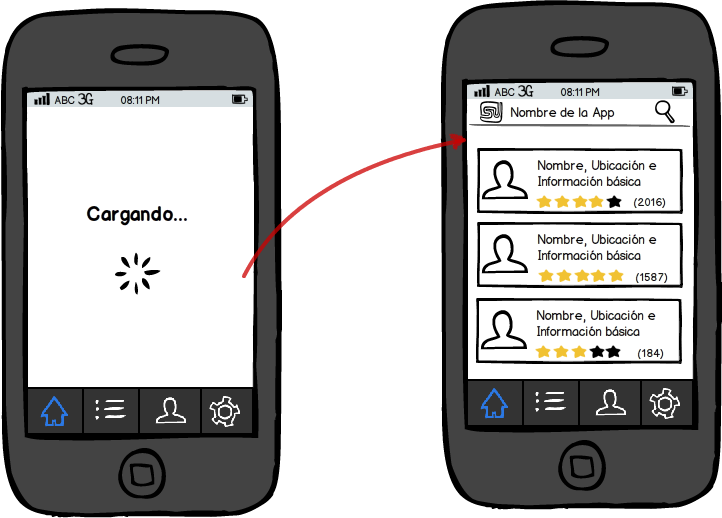 ABC 3G 08:11 PM
Cargando...
ABC 3G 08:11 PM
Nombre de la App
Nombre, Ubicación e
Información básica
(2016)
Nombre, Ubicación e
Información básica
(1587)
Nombre, Ubicación e
Información básica
(184)